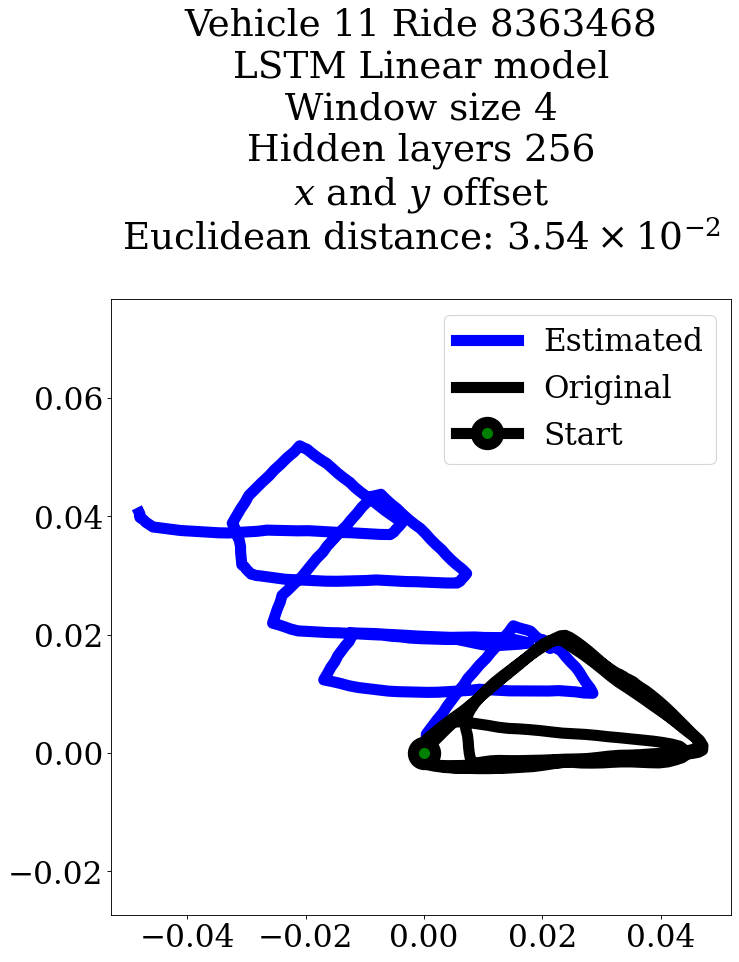 Vehicle 11 Ride 8363468
LSTM Linear model
Window size 4
Hidden layers 256
x and y offset
Euclidean distance: 3.54 × 10⁻²
Estimated
Original
Start
0.06
0.04
0.02
0.00
−0.02
−0.04 −0.02 0.00 0.02 0.04